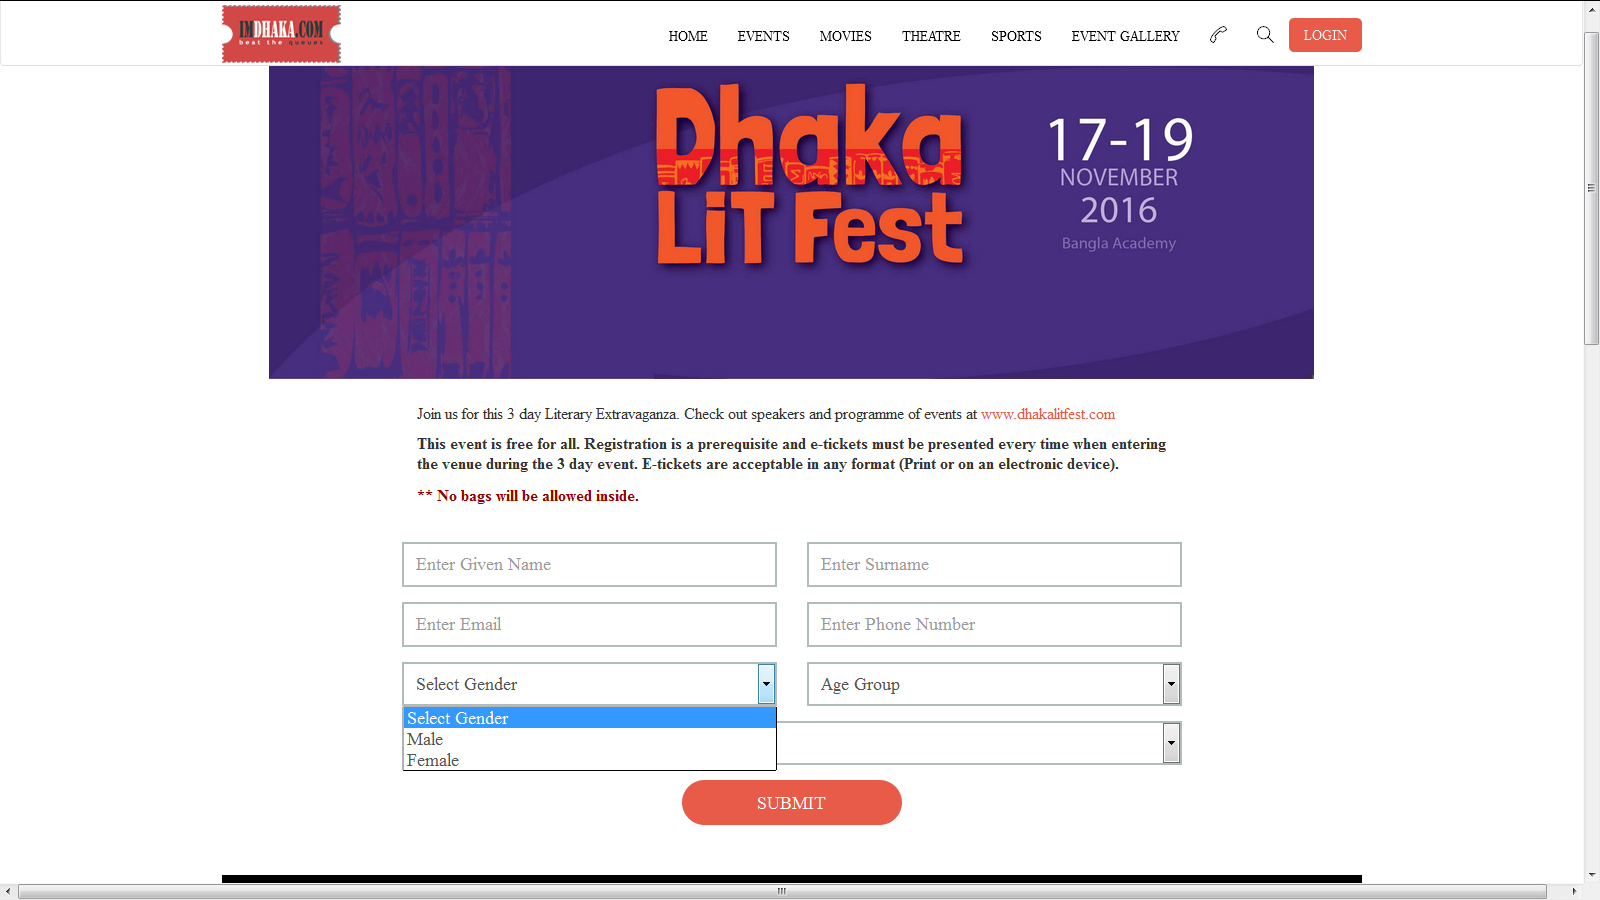 IMDHAKA.COM
beat the queues
HOME EVENTS MOVIES THEATRE SPORTS EVENT GALLERY LOGIN
Dhaka
LiT Fest
17-19
NOVEMBER
2016
Bangla Academy
Join us for this 3 day Literary Extravaganza. Check out speakers and programme of events at www.dhakalitfest.com
This event is free for all. Registration is a prerequisite and e-tickets must be presented every time when entering
the venue during the 3 day event. E-tickets are acceptable in any format (Print or on an electronic device).
** No bags will be allowed inside.
Enter Given Name Enter Surname
Enter Email Enter Phone Number
Select Gender Age Group
Select Gender
Male
Female
SUBMIT